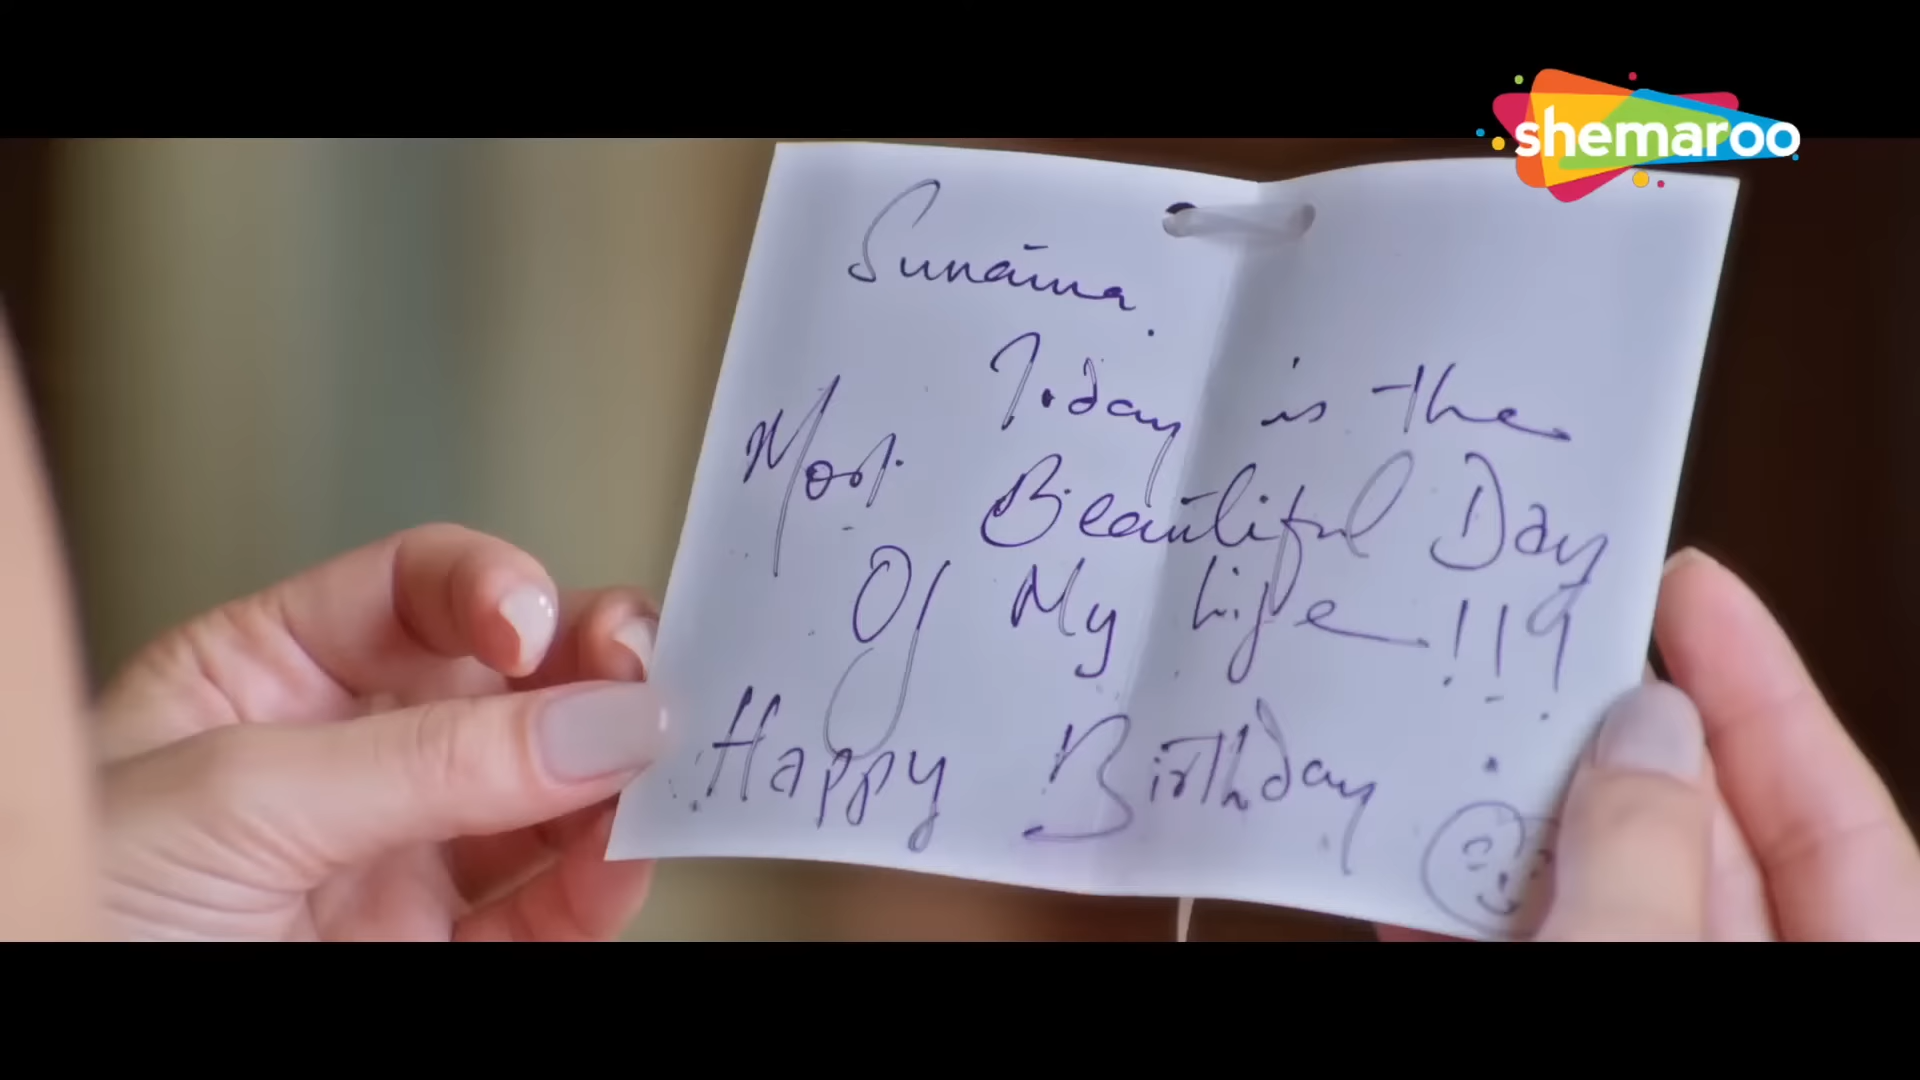 shemaroo
Sunaina.
Today is the
Most Beautiful Day
Of My Life!!!
Happy Birthday